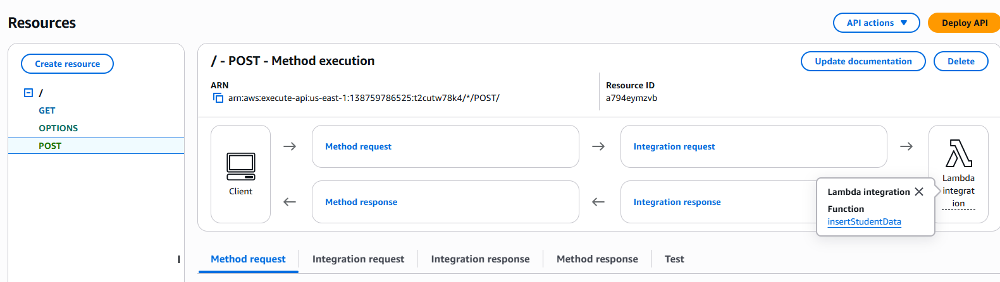 Resources
API actions
Deploy API
Create resource
/
GET
OPTIONS
POST
/ - POST - Method execution
Update documentation
Delete
ARN
arn:aws:execute-api:us-east-1:138759786525:t2cutw78k4/*/POST/
Resource ID
a794eymzvb
Client
Method request
Integration request
Method response
Integration response
Lambda
integrat
ion
Lambda integration
Function
insertStudentData
Method request
Integration request
Integration response
Method response
Test